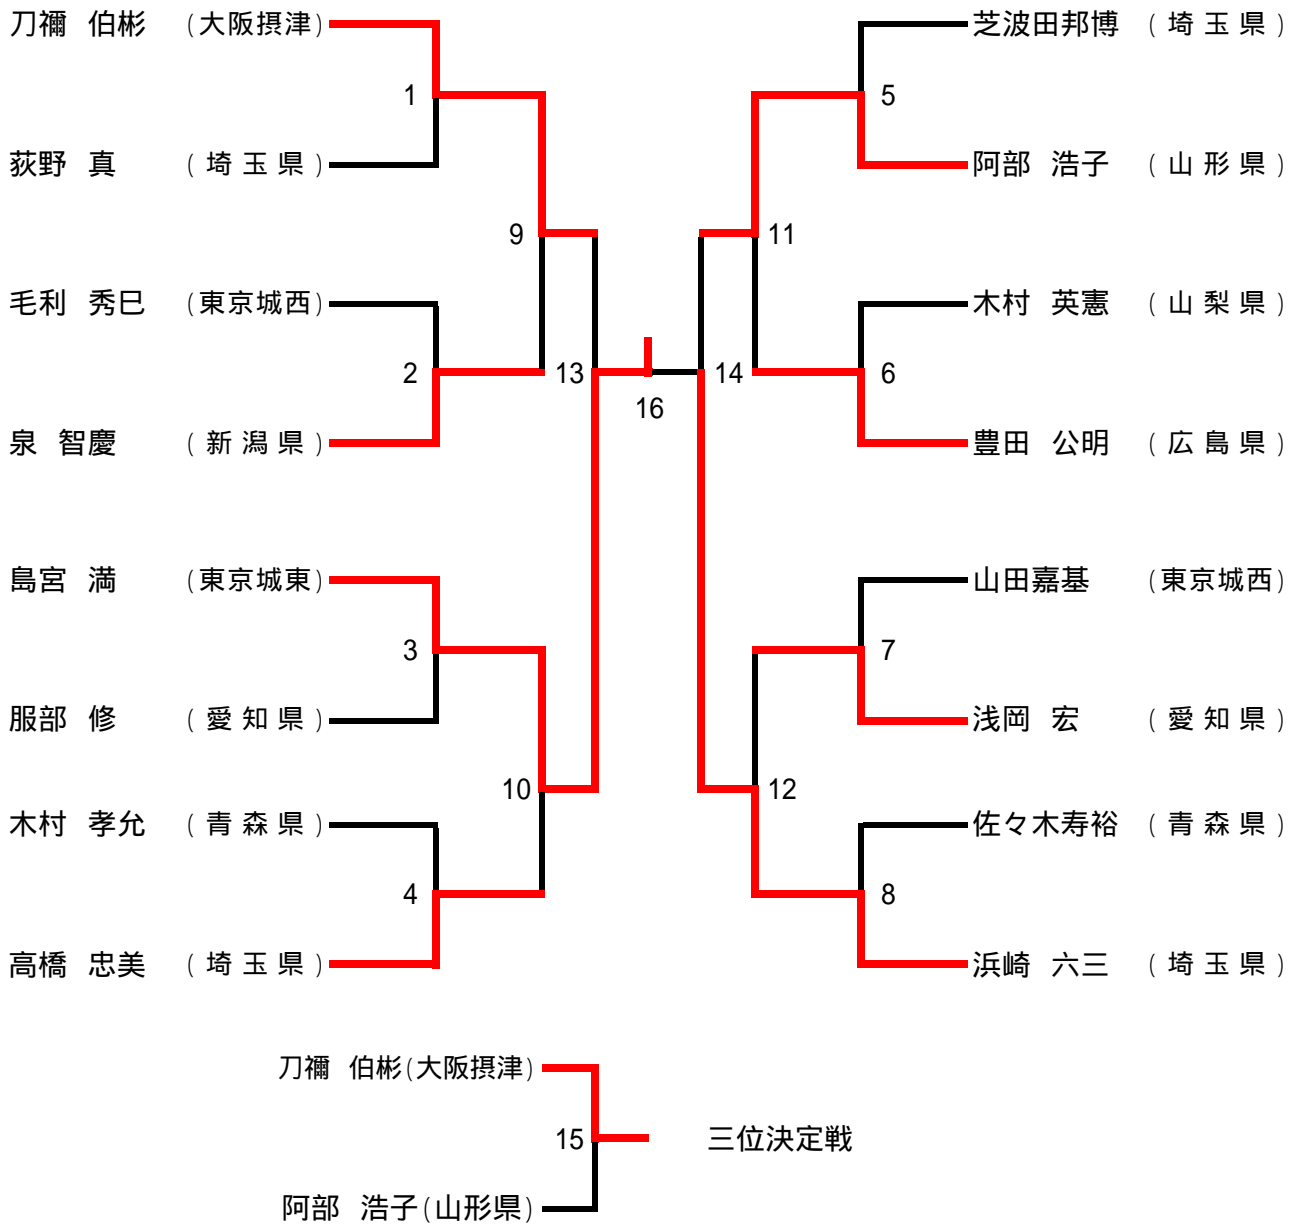 刀禰 伯彬 (大阪摂津)
芝波田邦博 (埼玉県)
1
5
荻野 真 (埼玉県)
阿部 浩子 (山形県)
9
11
毛利 秀巳 (東京城西)
木村 英憲 (山梨県)
2
13
14
6
16
泉 智慶 (新潟県)
豊田 公明 (広島県)
島宮 満 (東京城東)
山田嘉基 (東京城西)
3
7
服部 修 (愛知県)
浅岡 宏 (愛知県)
10
12
木村 孝允 (青森県)
佐々木寿裕 (青森県)
4
8
高橋 忠美 (埼玉県)
浜崎 六三 (埼玉県)
刀禰 伯彬(大阪摂津)
15
三位決定戦
阿部 浩子(山形県)